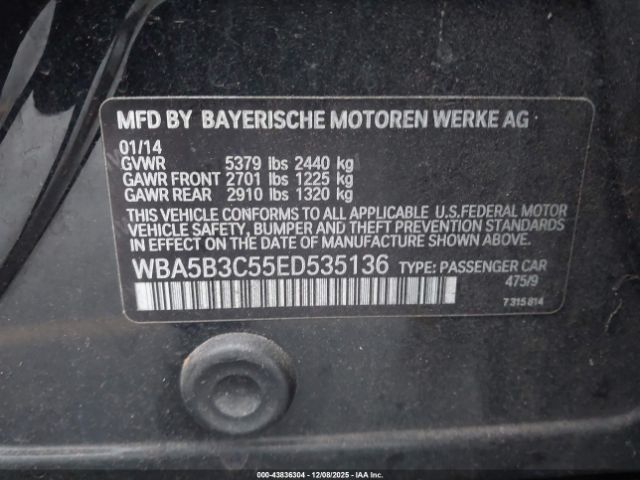 MFD BY BAYERISCHE MOTOREN WERKE AG
01/14
GVWR 5379 lbs 2440 kg
GAWR FRONT 2701 lbs 1225 kg
GAWR REAR 2910 lbs 1320 kg
THIS VEHICLE CONFORMS TO ALL APPLICABLE U.S.FEDERAL MOTOR
VEHICLE SAFETY, BUMPER AND THEFT PREVENTION STANDARDS
IN EFFECT ON THE DATE OF MANUFACTURE SHOWN ABOVE.
WBA5B3C55ED535136 TYPE: PASSENGER CAR
475/9
7 315 814
000-43836304 | 12/08/2025 | IAA Inc.